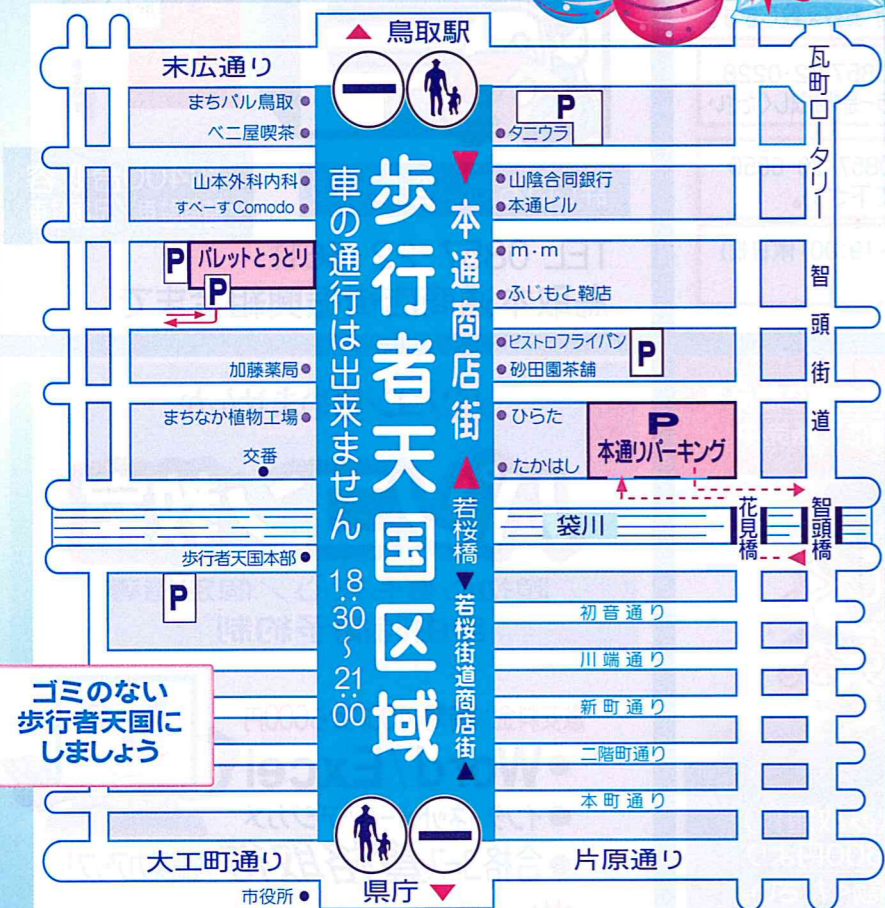 ▲ 鳥取駅
末広通り
瓦町ロータリー
まちパル鳥取
P
ベニ屋喫茶
タニウラ
山本外科内科
山陰合同銀行
すぺーす Comodo
本通ビル
P パレットとっとり
P
m・m
ふじもと鞄店
ビストロフライパン
P
加藤薬局
砂田園茶舗
智頭街道
まちなか植物工場
ひらた
P
本通りパーキング
交番
たかはし
歩行者天国区域
車の通行は出来ません 18:30~21:00
▼本通商店街▲
若桜橋
▼若桜街道商店街▲
袋川
花見橋
智頭橋
歩行者天国本部
P
初音通り
川端通り
新町通り
二階町通り
本町通り
ゴミのない
歩行者天国に
しましょう
大工町通り
片原通り
市役所
県庁 ▼